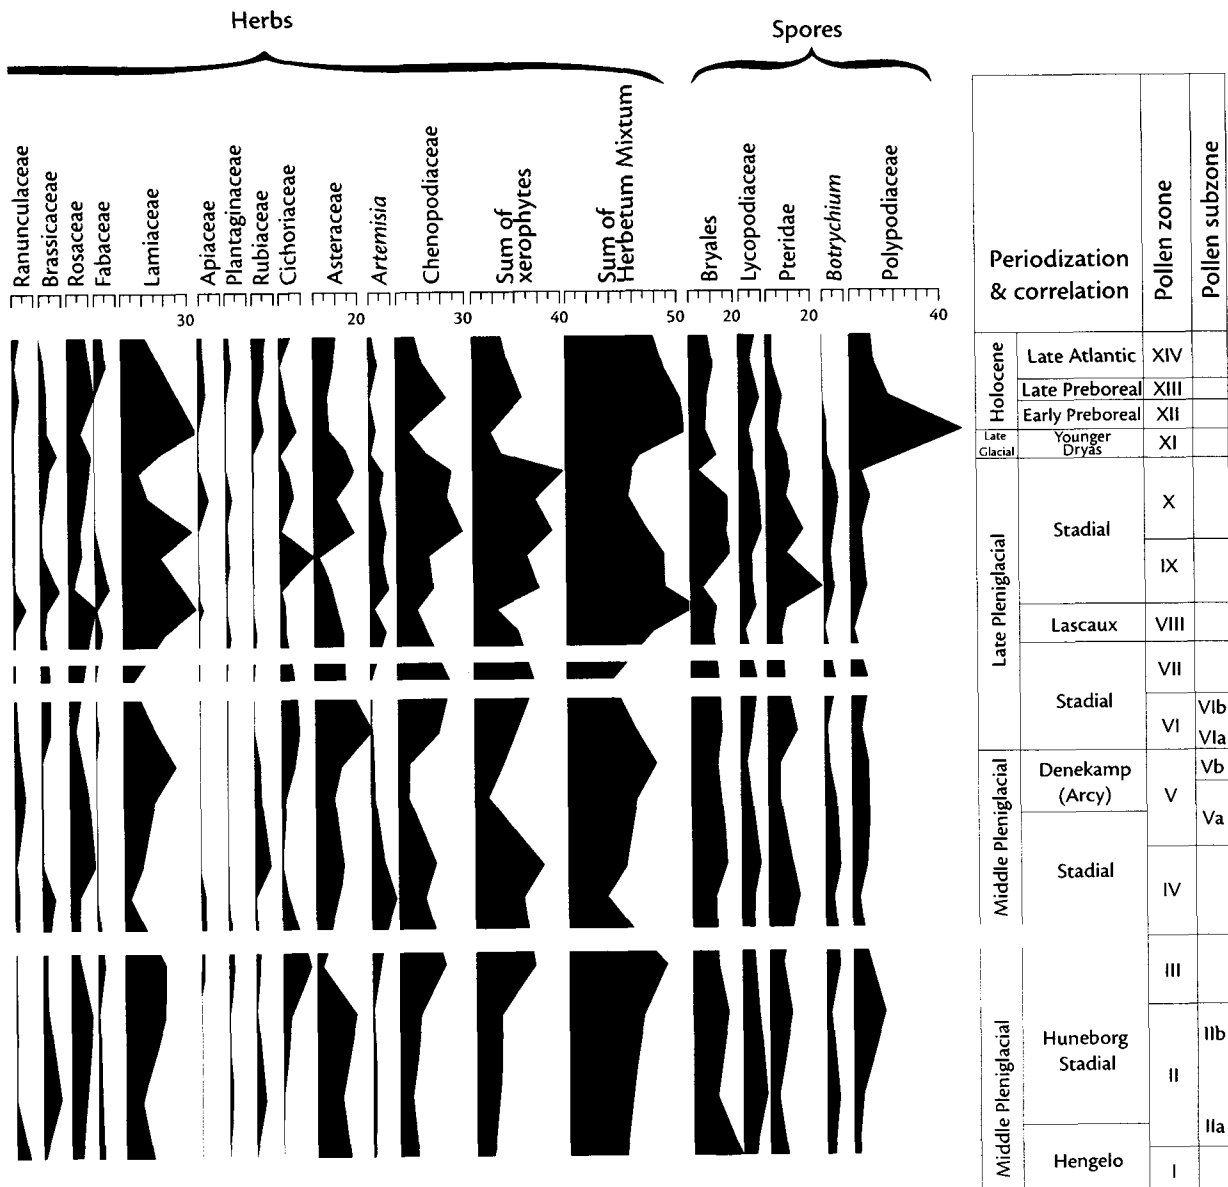 Herbs
Spores
Ranunculaceae
Brassicaceae
Rosaceae
Fabaceae
Lamiaceae
Apiaceae
Plantaginaceae
Rubiaceae
Cichoriaceae
Asteraceae
Artemisia
Chenopodiaceae
Sum of
xerophytes
Sum of
Herbetum Mixtum
Bryales
Lycopodiaceae
Pteridae
Botrychium
Polypodiaceae
30 20 30 40 50 20 20 40
Periodization
& correlation
Pollen zone
Pollen subzone
Holocene
Late Atlantic XIV
Late Preboreal XIII
Early Preboreal XII
Late
Glacial
Younger
Dryas
XI
Late Pleniglacial
Stadial
X
IX
Lascaux VIII
Stadial
VII
VI
VIb
VIa
Middle Pleniglacial
Denekamp
(Arcy)
V
Vb
Va
Stadial
IV
Middle Pleniglacial
III
Huneborg
Stadial
II
IIb
IIa
Hengelo
I